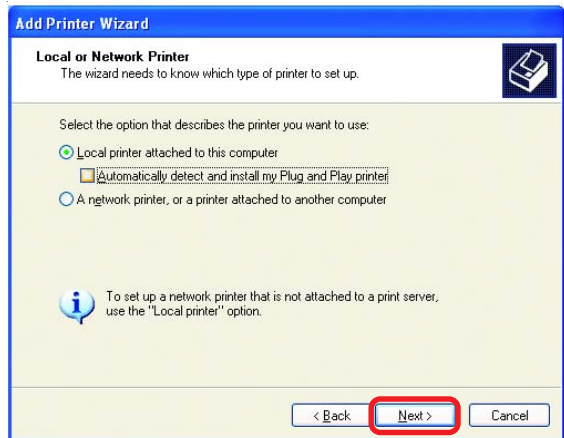 Add Printer Wizard
Local or Network Printer
The wizard needs to know which type of printer to set up.
Select the option that describes the printer you want to use:
Local printer attached to this computer
Automatically detect and install my Plug and Play printer
A network printer, or a printer attached to another computer
To set up a network printer that is not attached to a print server,
use the "Local printer" option.
< Back Next > Cancel